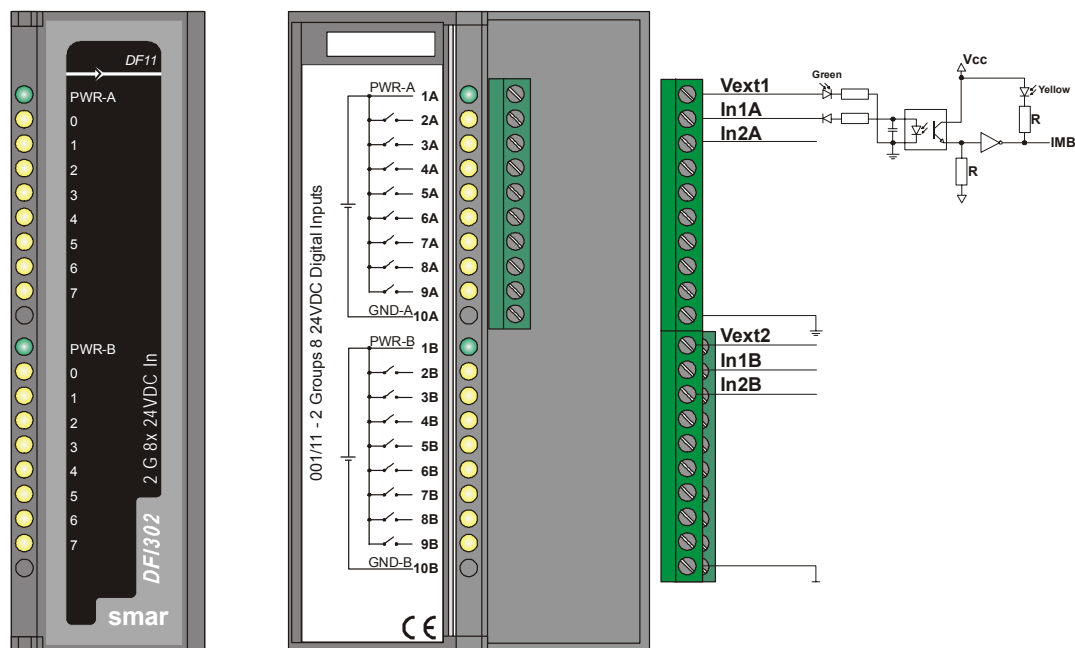 DF11
PWR-A
0
1
2
3
4
5
6
7
PWR-B
0
1
2
3
4
5
6
7
2 G 8x 24VDC In
DFI302
smar
001/11 - 2 Groups 8 24VDC Digital Inputs
PWR-A 1A
2A
3A
4A
5A
6A
7A
8A
9A
GND-A 10A
PWR-B 1B
2B
3B
4B
5B
6B
7B
8B
9B
GND-B 10B
CE
Vext1
In1A
In2A
Vext2
In1B
In2B
Green
Vcc
Yellow
R
IMB
R